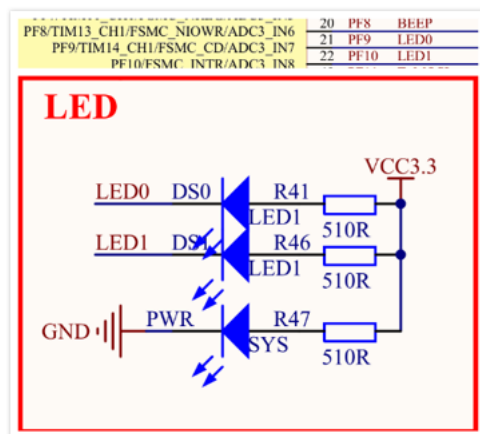 20 PF8 BEEP
PF8/TIM13_CH1/FSMC_NIOWR/ADC3_IN6
21 PF9 LED0
PF9/TIM14_CH1/FSMC_CD/ADC3_IN7
22 PF10 LED1
PF10/FSMC_INTR/ADC3_IN8
LED
VCC3.3
LED0 DS0 R41
LED1
510R
LED1 DS1 R46
LED1
510R
GND PWR R47
SYS
510R